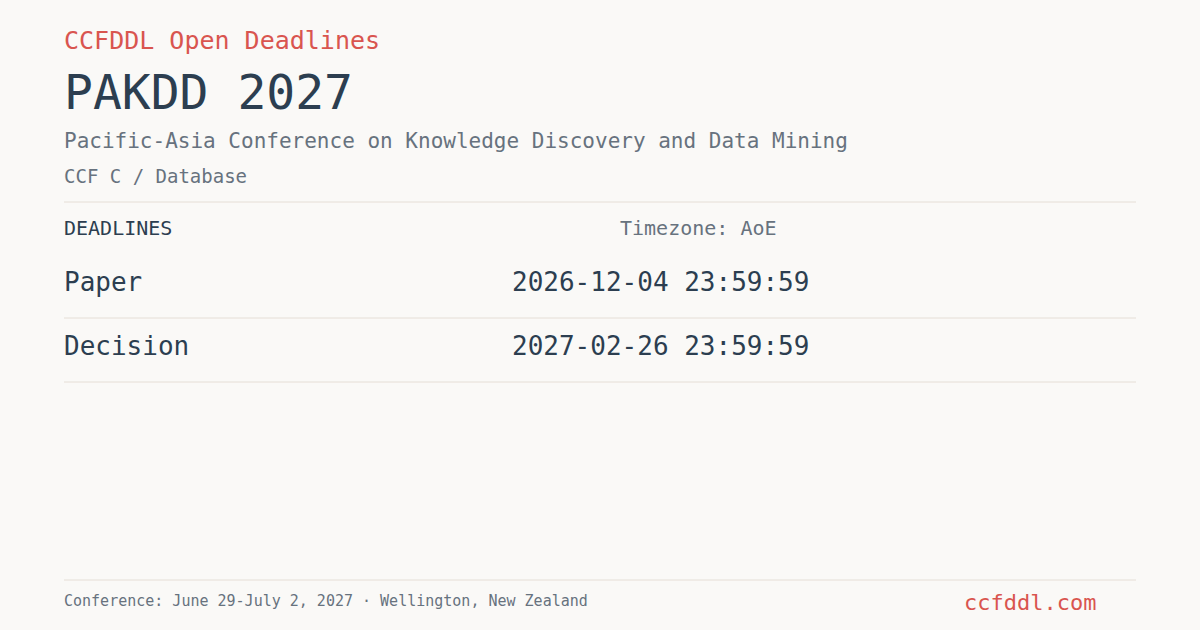 CCFDDL Open Deadlines
PAKDD 2027
Pacific-Asia Conference on Knowledge Discovery and Data Mining
CCF C / Database
DEADLINES Timezone: AoE
Paper 2026-12-04 23:59:59
Decision 2027-02-26 23:59:59
Conference: June 29-July 2, 2027 · Wellington, New Zealand ccfddl.com